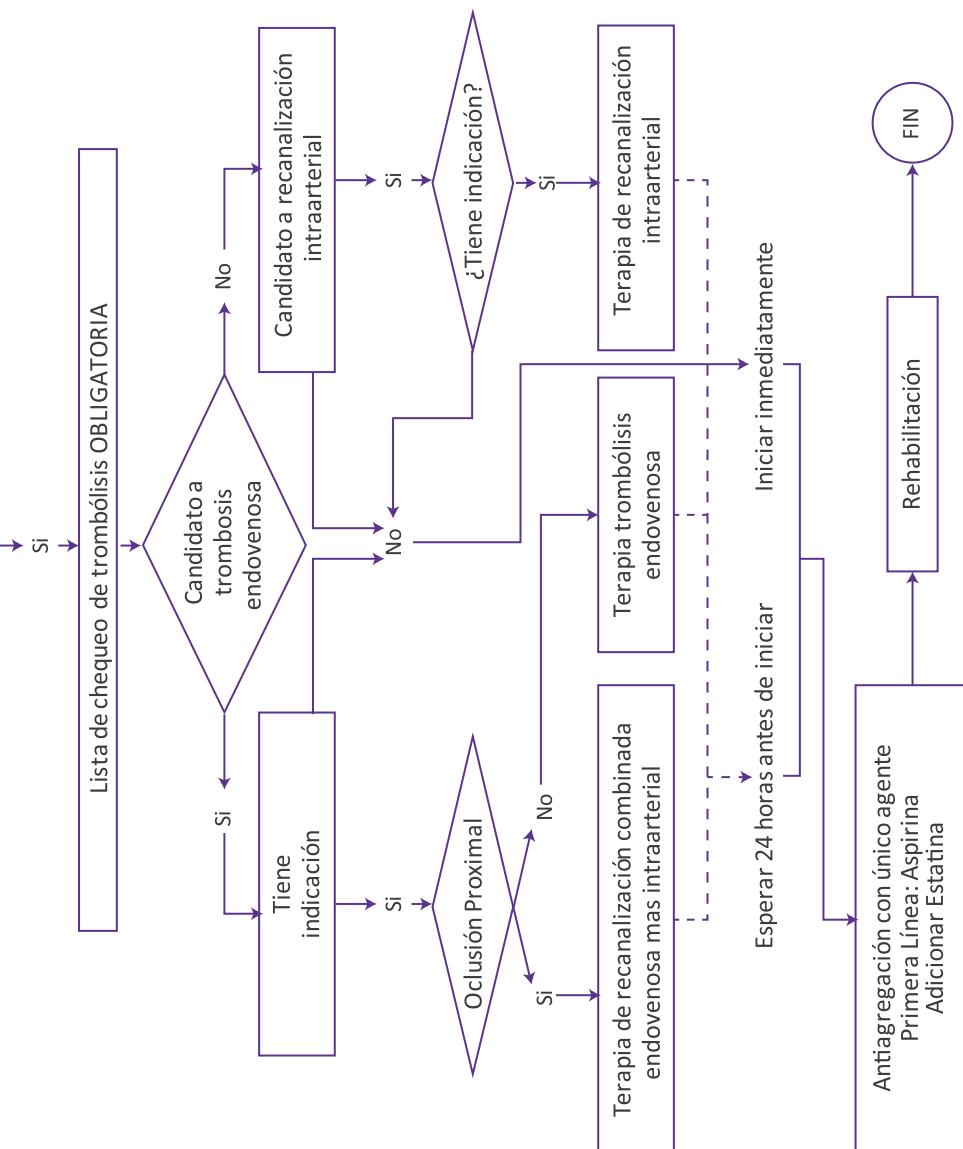 Si
Lista de chequeo de trombólisis OBLIGATORIA
Candidato a
trombosis
endovenosa
Si
No
Tiene
indicación
Candidato a recanalización
intraarterial
Si
No
Si
Oclusión Proximal
¿Tiene indicación?
Si
No
Si
Terapia de recanalización combinada
endovenosa mas intraarterial
Terapia trombólisis
endovenosa
Terapia de recanalización
intraarterial
Esperar 24 horas antes de iniciar
Iniciar inmediatamente
Antiagregación con único agente
Primera Línea: Aspirina
Adicionar Estatina
Rehabilitación
FIN